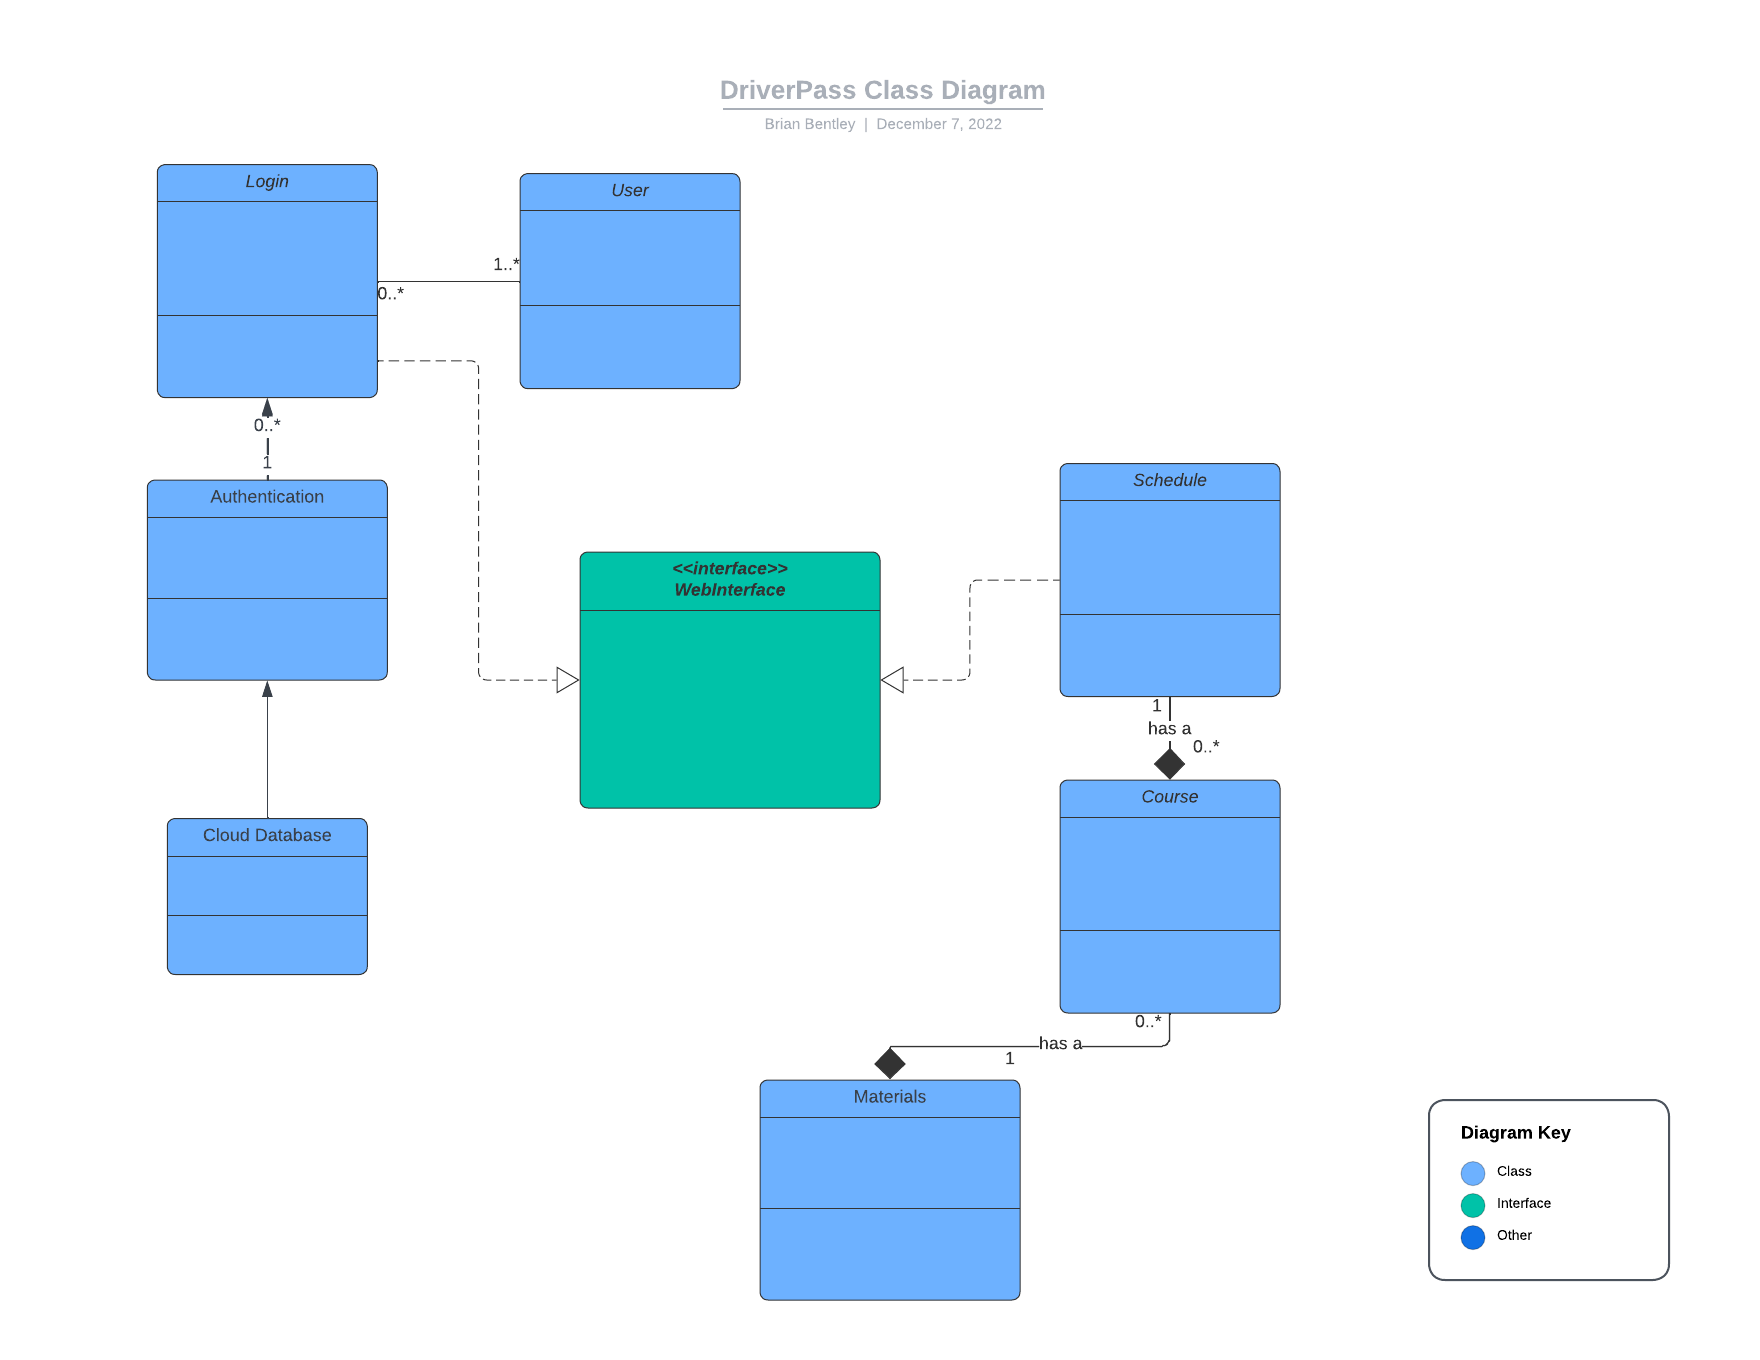 DriverPass Class Diagram
Brian Bentley | December 7, 2022
Login
User
1..*
0..*
0..*
1
Authentication
Schedule
<<interface>>
WebInterface
1
has a
0..*
Course
Cloud Database
0..*
has a
1
Materials
Diagram Key
Class
Interface
Other